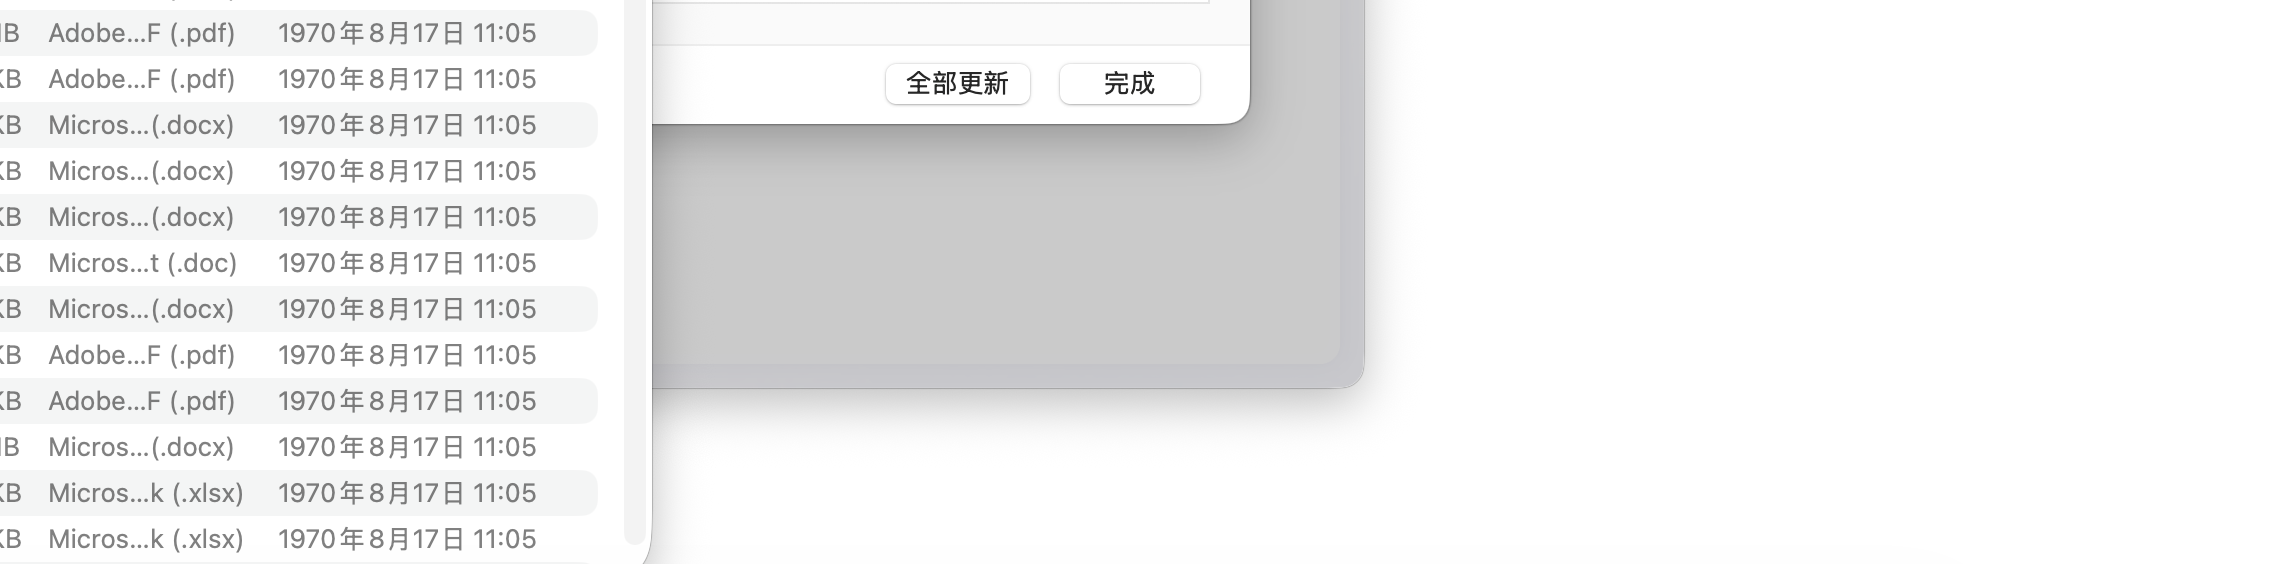 MB Adobe...F (.pdf) 1970年8月17日 11:05
KB Adobe...F (.pdf) 1970年8月17日 11:05
KB Micros...(.docx) 1970年8月17日 11:05
KB Micros...(.docx) 1970年8月17日 11:05
KB Micros...(.docx) 1970年8月17日 11:05
KB Micros...t (.doc) 1970年8月17日 11:05
KB Micros...(.docx) 1970年8月17日 11:05
KB Adobe...F (.pdf) 1970年8月17日 11:05
KB Adobe...F (.pdf) 1970年8月17日 11:05
MB Micros...(.docx) 1970年8月17日 11:05
KB Micros...k (.xlsx) 1970年8月17日 11:05
KB Micros...k (.xlsx) 1970年8月17日 11:05
全部更新
完成